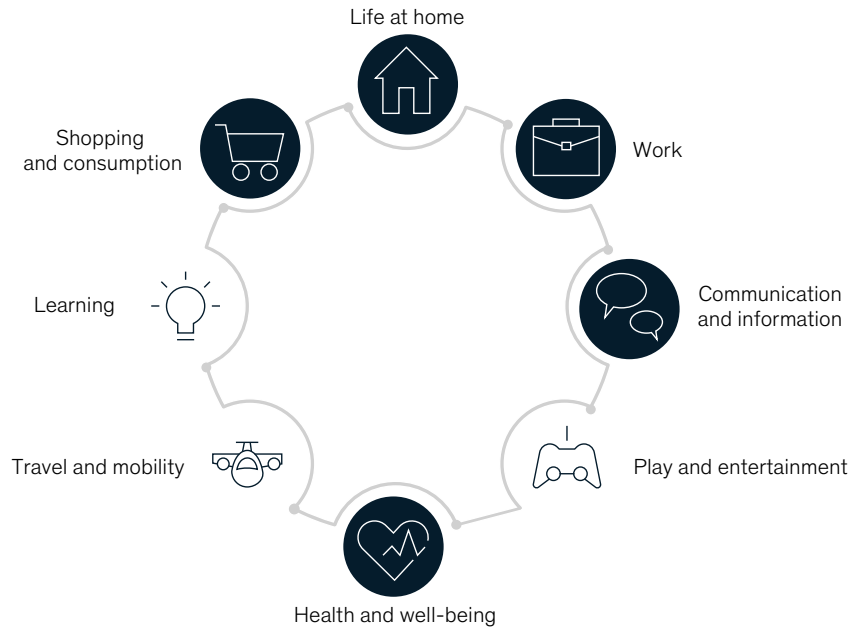 Life at home
Shopping
and consumption
Work
Learning
Communication
and information
Travel and mobility
Play and entertainment
Health and well-being